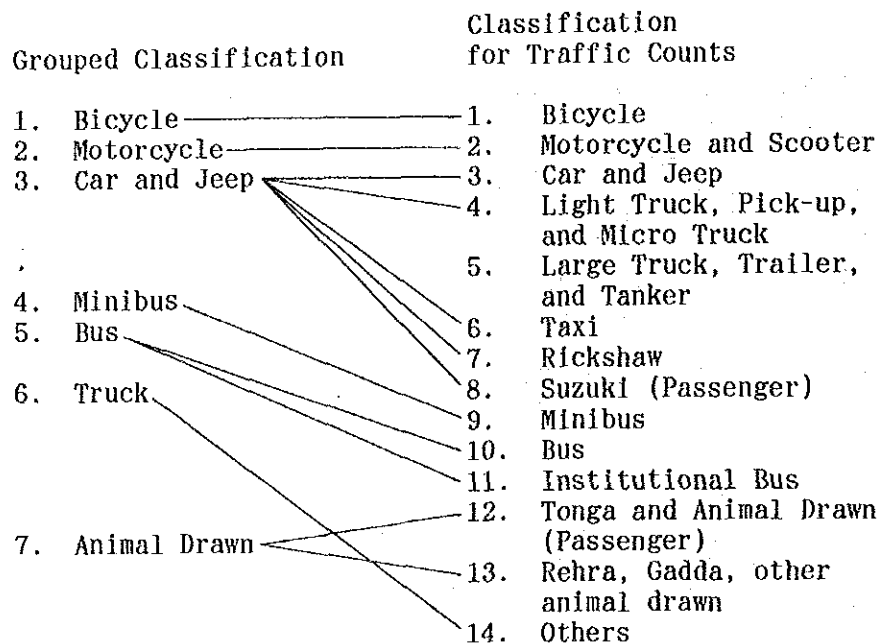 Grouped Classification
1. Bicycle
2. Motorcycle
3. Car and Jeep
4. Minibus
5. Bus
6. Truck
7. Animal Drawn
Classification
for Traffic Counts
1. Bicycle
2. Motorcycle and Scooter
3. Car and Jeep
4. Light Truck, Pick-up,
and Micro Truck
5. Large Truck, Trailer,
and Tanker
6. Taxi
7. Rickshaw
8. Suzuki (Passenger)
9. Minibus
10. Bus
11. Institutional Bus
12. Tonga and Animal Drawn
(Passenger)
13. Rehra, Gadda, other
animal drawn
14. Others